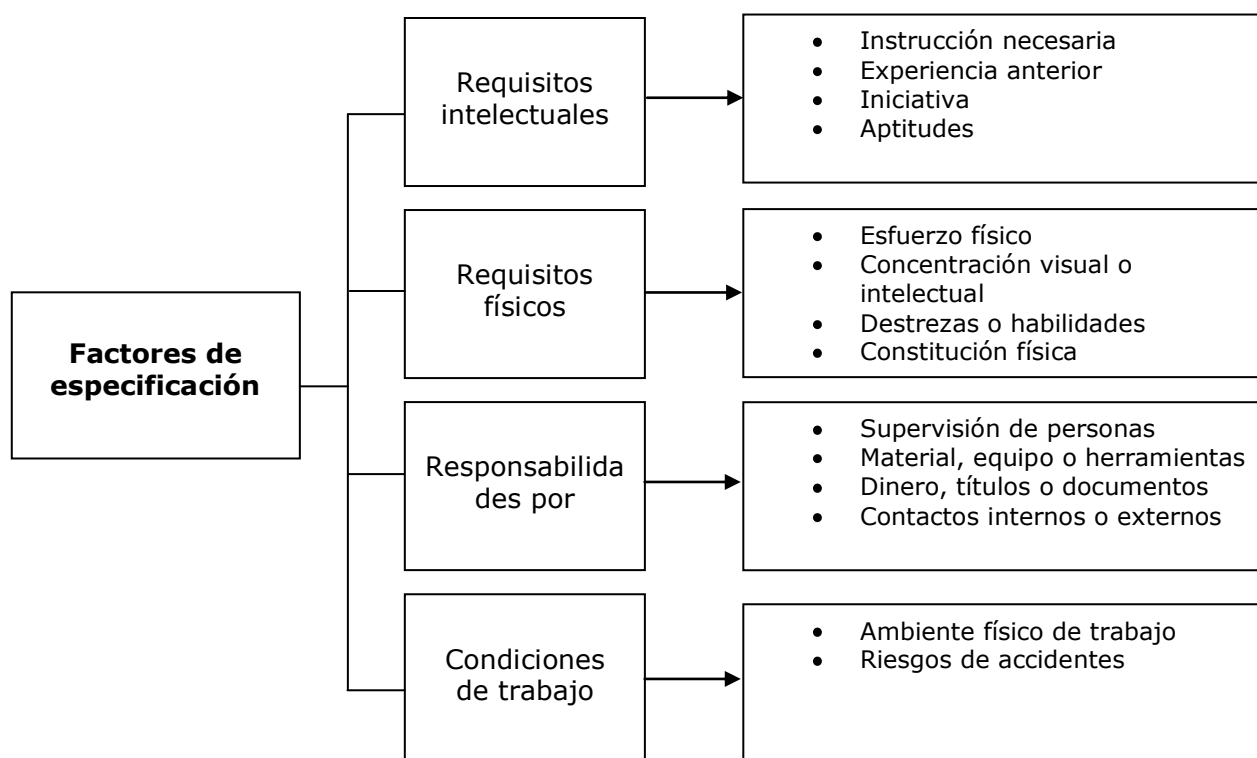 Factores de
especificación
Requisitos
intelectuales
• Instrucción necesaria
• Experiencia anterior
• Iniciativa
• Aptitudes
Requisitos
físicos
• Esfuerzo físico
• Concentración visual o
intelectual
• Destrezas o habilidades
• Constitución física
Responsabilida
des por
• Supervisión de personas
• Material, equipo o herramientas
• Dinero, títulos o documentos
• Contactos internos o externos
Condiciones
de trabajo
• Ambiente físico de trabajo
• Riesgos de accidentes